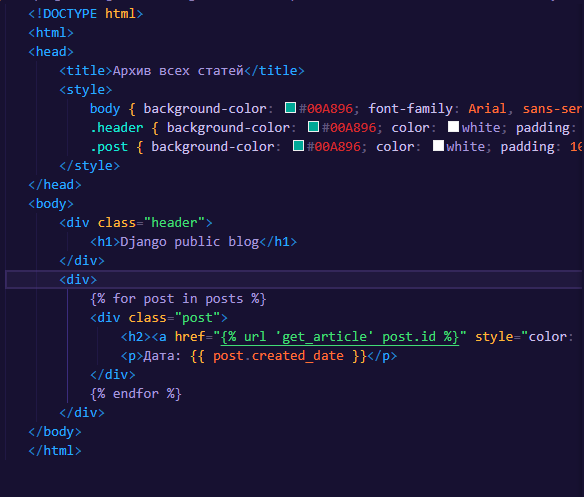 <!DOCTYPE html>
<html>
<head>
<title>Архив всех статей</title>
<style>
body { background-color: #00A896; font-family: Arial, sans-ser
.header { background-color: #00A896; color: white; padding:
.post { background-color: #00A896; color: white; padding: 10
</style>
</head>
<body>
<div class="header">
<h1>Django public blog</h1>
</div>
<div>
{% for post in posts %}
<div class="post">
<h2><a href="{% url 'get_article' post.id %}" style="color:
<p>Дата: {{ post.created_date }}</p>
</div>
{% endfor %}
</div>
</body>
</html>